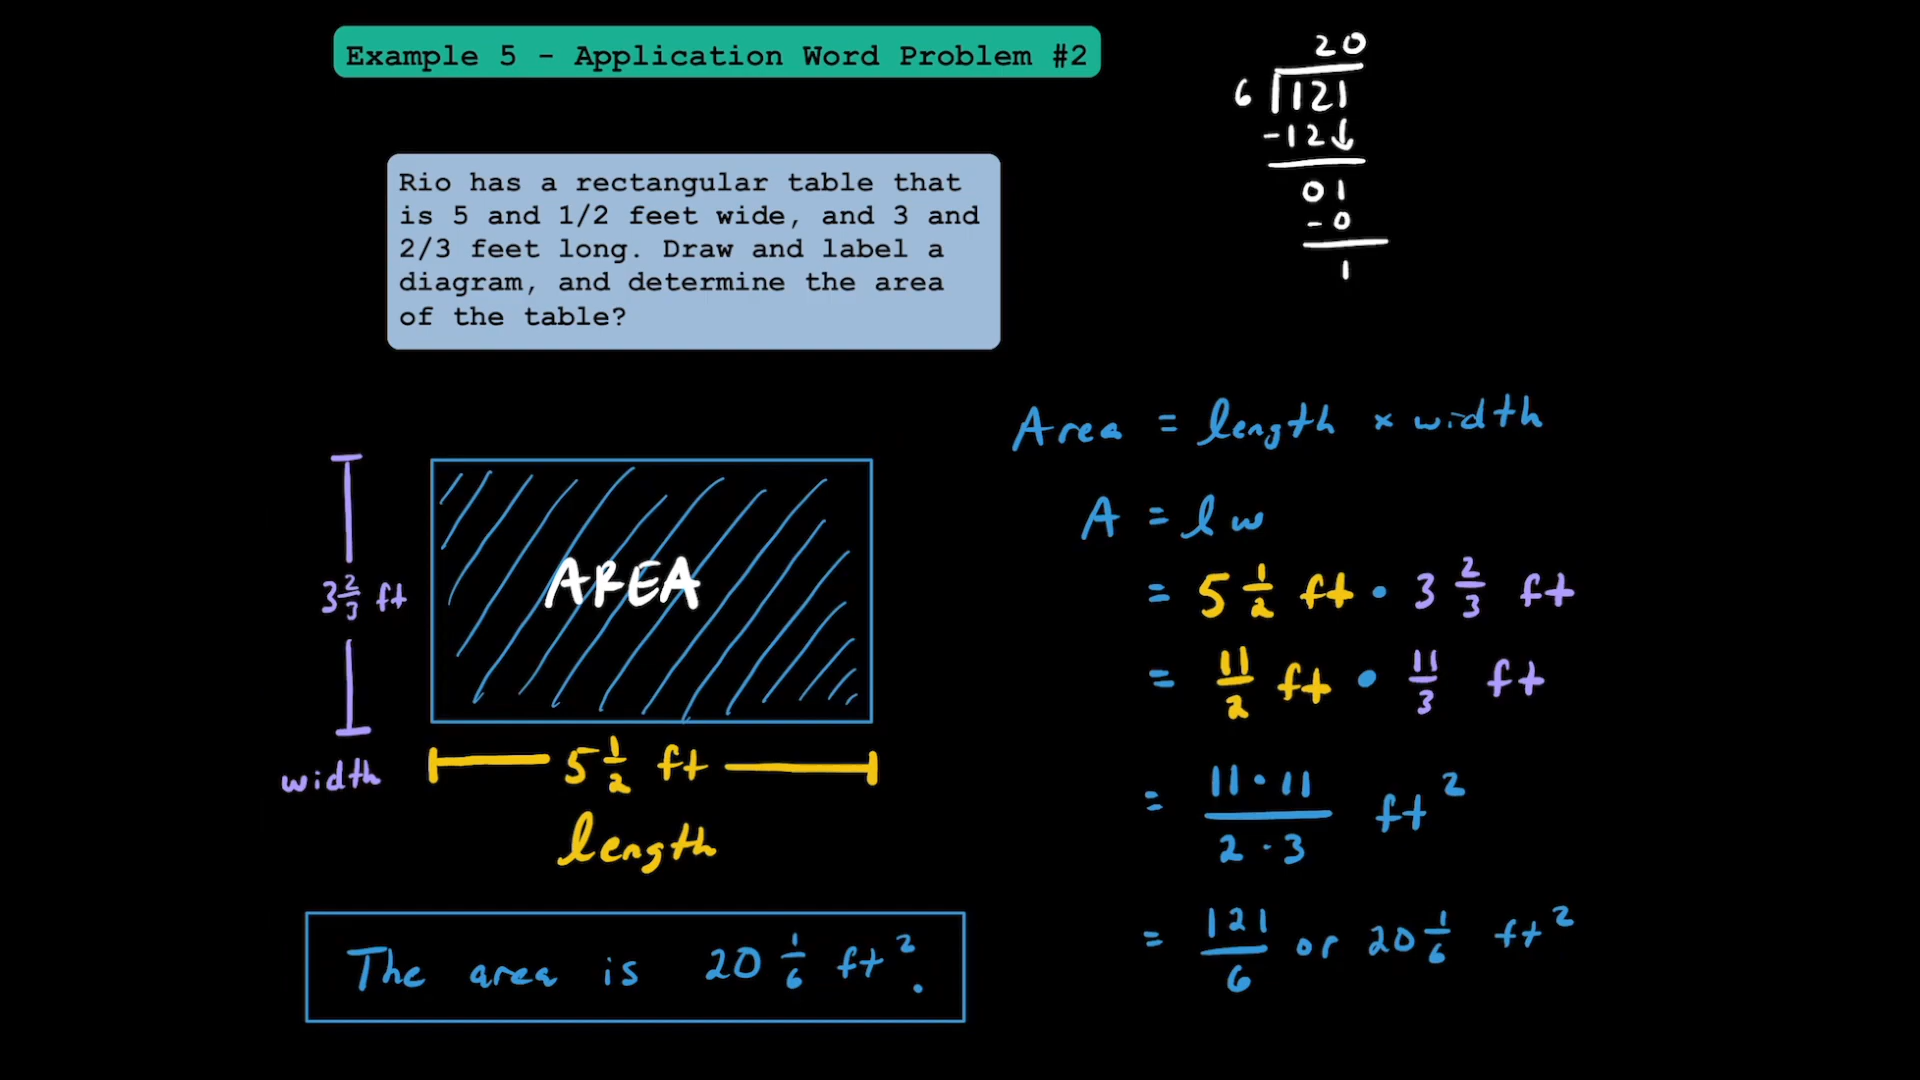 Example 5 - Application Word Problem #2
Rio has a rectangular table that
is 5 and 1/2 feet wide, and 3 and
2/3 feet long. Draw and label a
diagram, and determine the area
of the table?
20
6 121
-12↓
01
-0
1
Area = length × width
A = lw
= 5 1/2 ft · 3 2/3 ft
= 11/2 ft · 11/3 ft
= 11·11/2·3 ft²
= 121/6 or 20 1/6 ft²
AREA
3 2/3 ft
width
5 1/2 ft
length
The area is 20 1/6 ft².